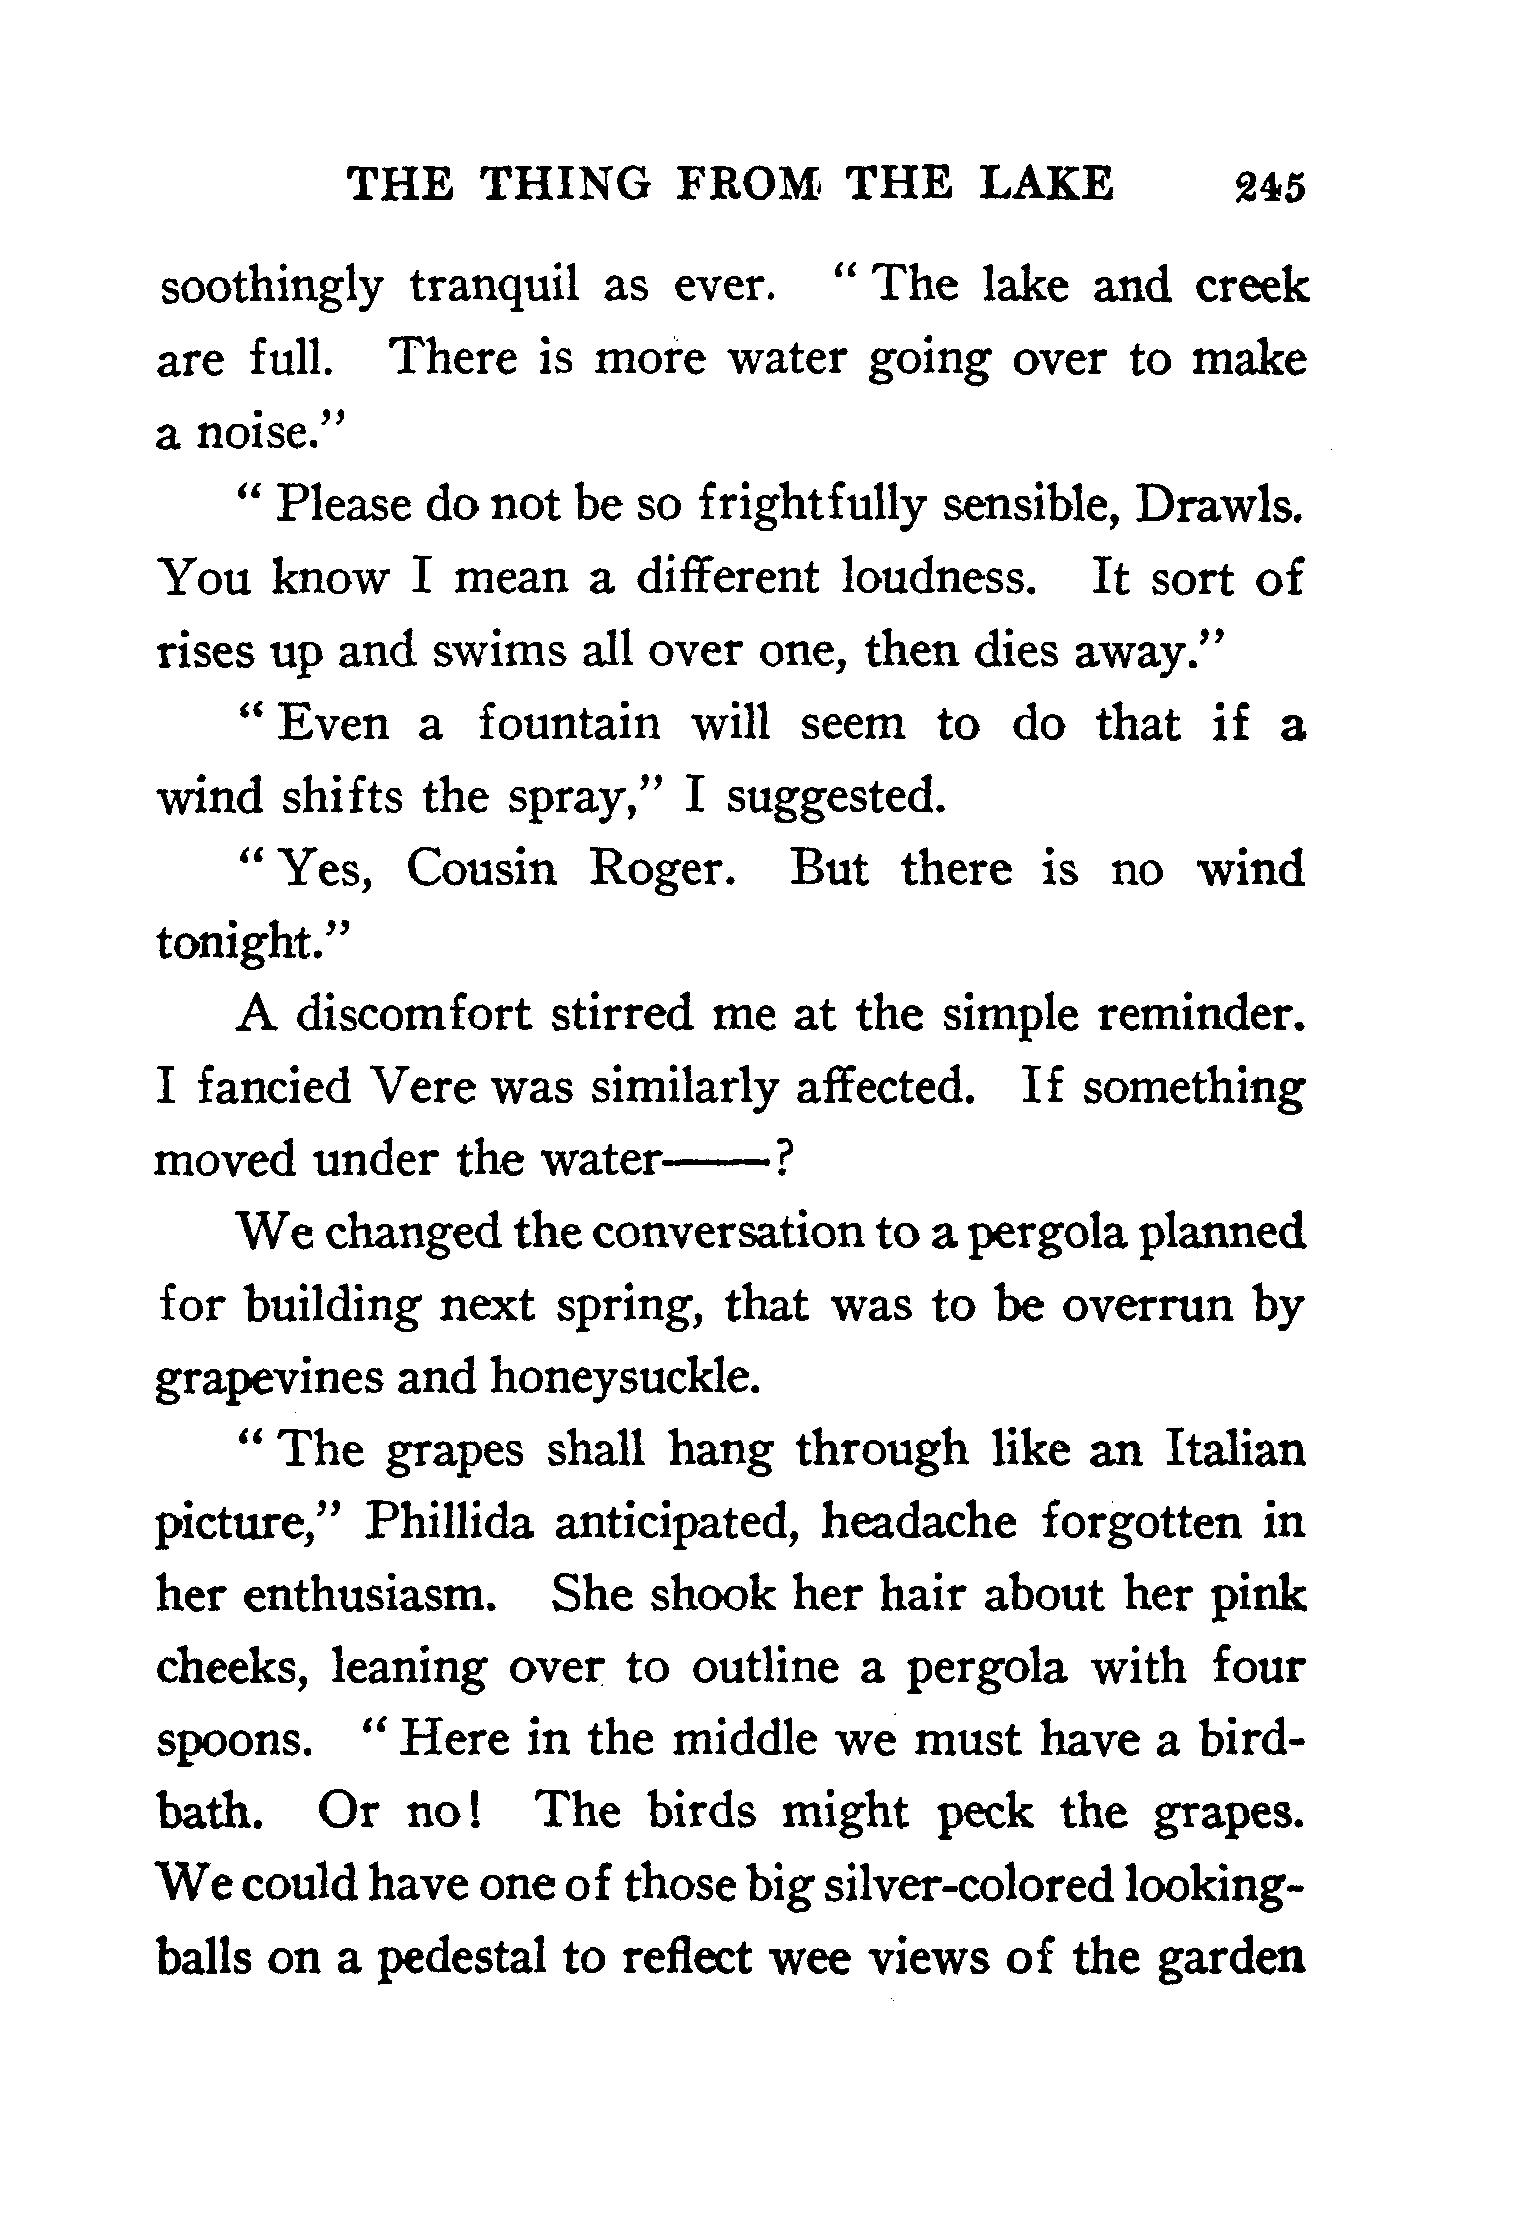 THE THING FROM THE LAKE 245
soothingly tranquil as ever. “ The lake and creek
are full. There is more water going over to make
a noise.”
“ Please do not be so frightfully sensible, Drawls.
You know I mean a different loudness. It sort of
rises up and swims all over one, then dies away.”
“ Even a fountain will seem to do that if a
wind shifts the spray,” I suggested.
“ Yes, Cousin Roger. But there is no wind
tonight.”
A discomfort stirred me at the simple reminder.
I fancied Vere was similarly affected. If something
moved under the water——?
We changed the conversation to a pergola planned
for building next spring, that was to be overrun by
grapevines and honeysuckle.
“ The grapes shall hang through like an Italian
picture,” Phillida anticipated, headache forgotten in
her enthusiasm. She shook her hair about her pink
cheeks, leaning over to outline a pergola with four
spoons. “ Here in the middle we must have a bird-
bath. Or no! The birds might peck the grapes.
We could have one of those big silver-colored looking-
balls on a pedestal to reflect wee views of the garden